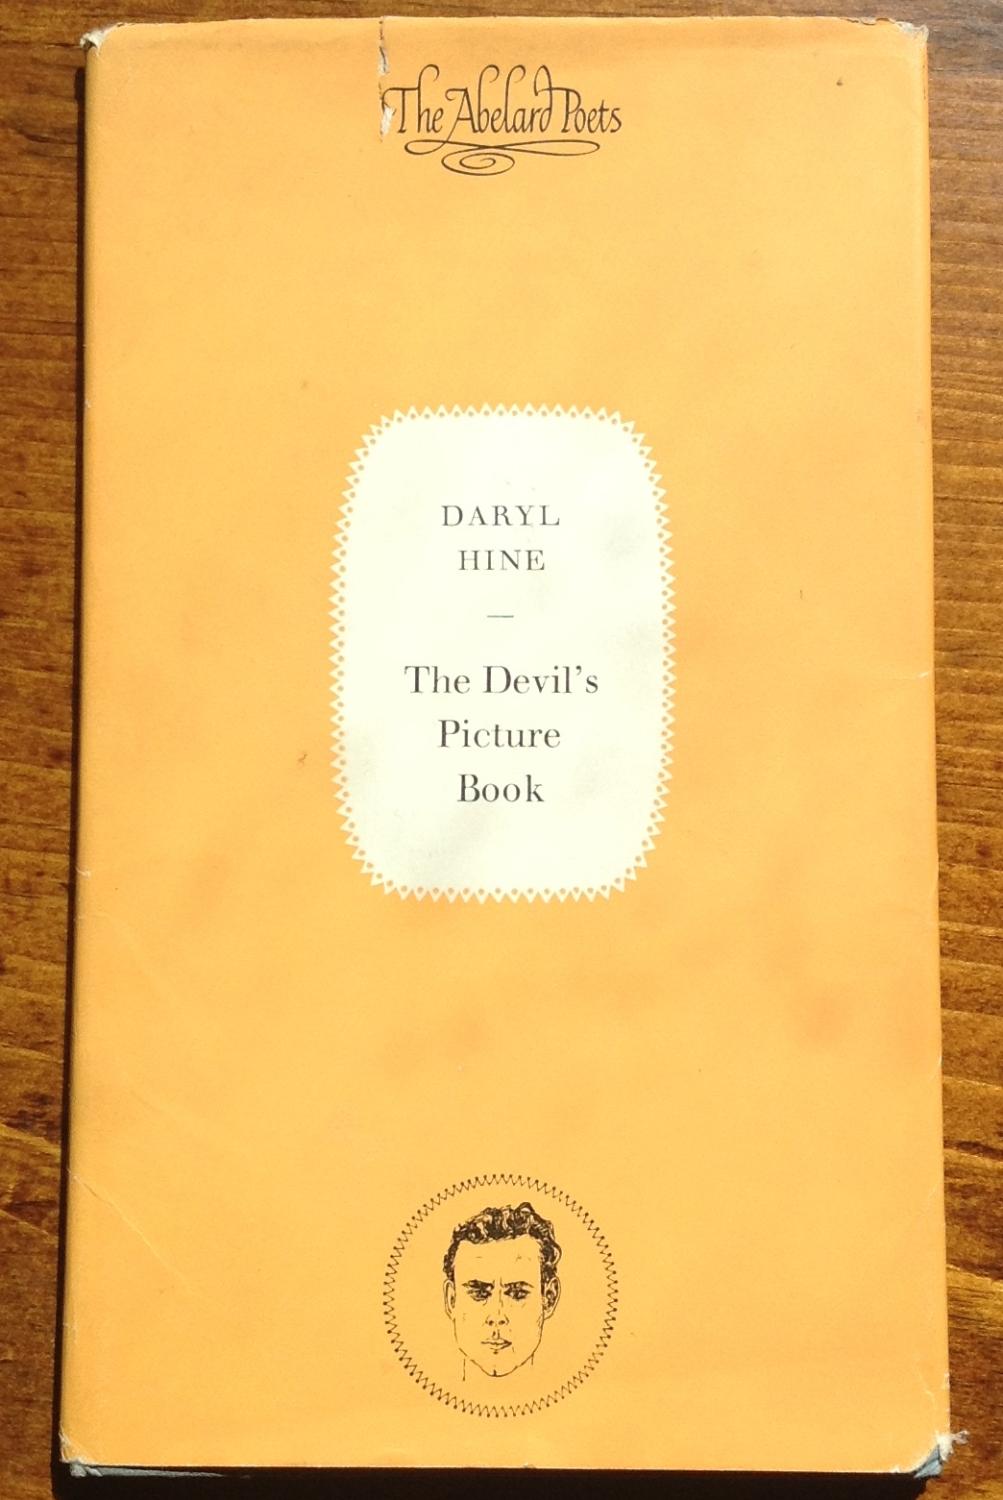 The Abelard Poets
DARYL
HINE
—
The Devil's
Picture
Book